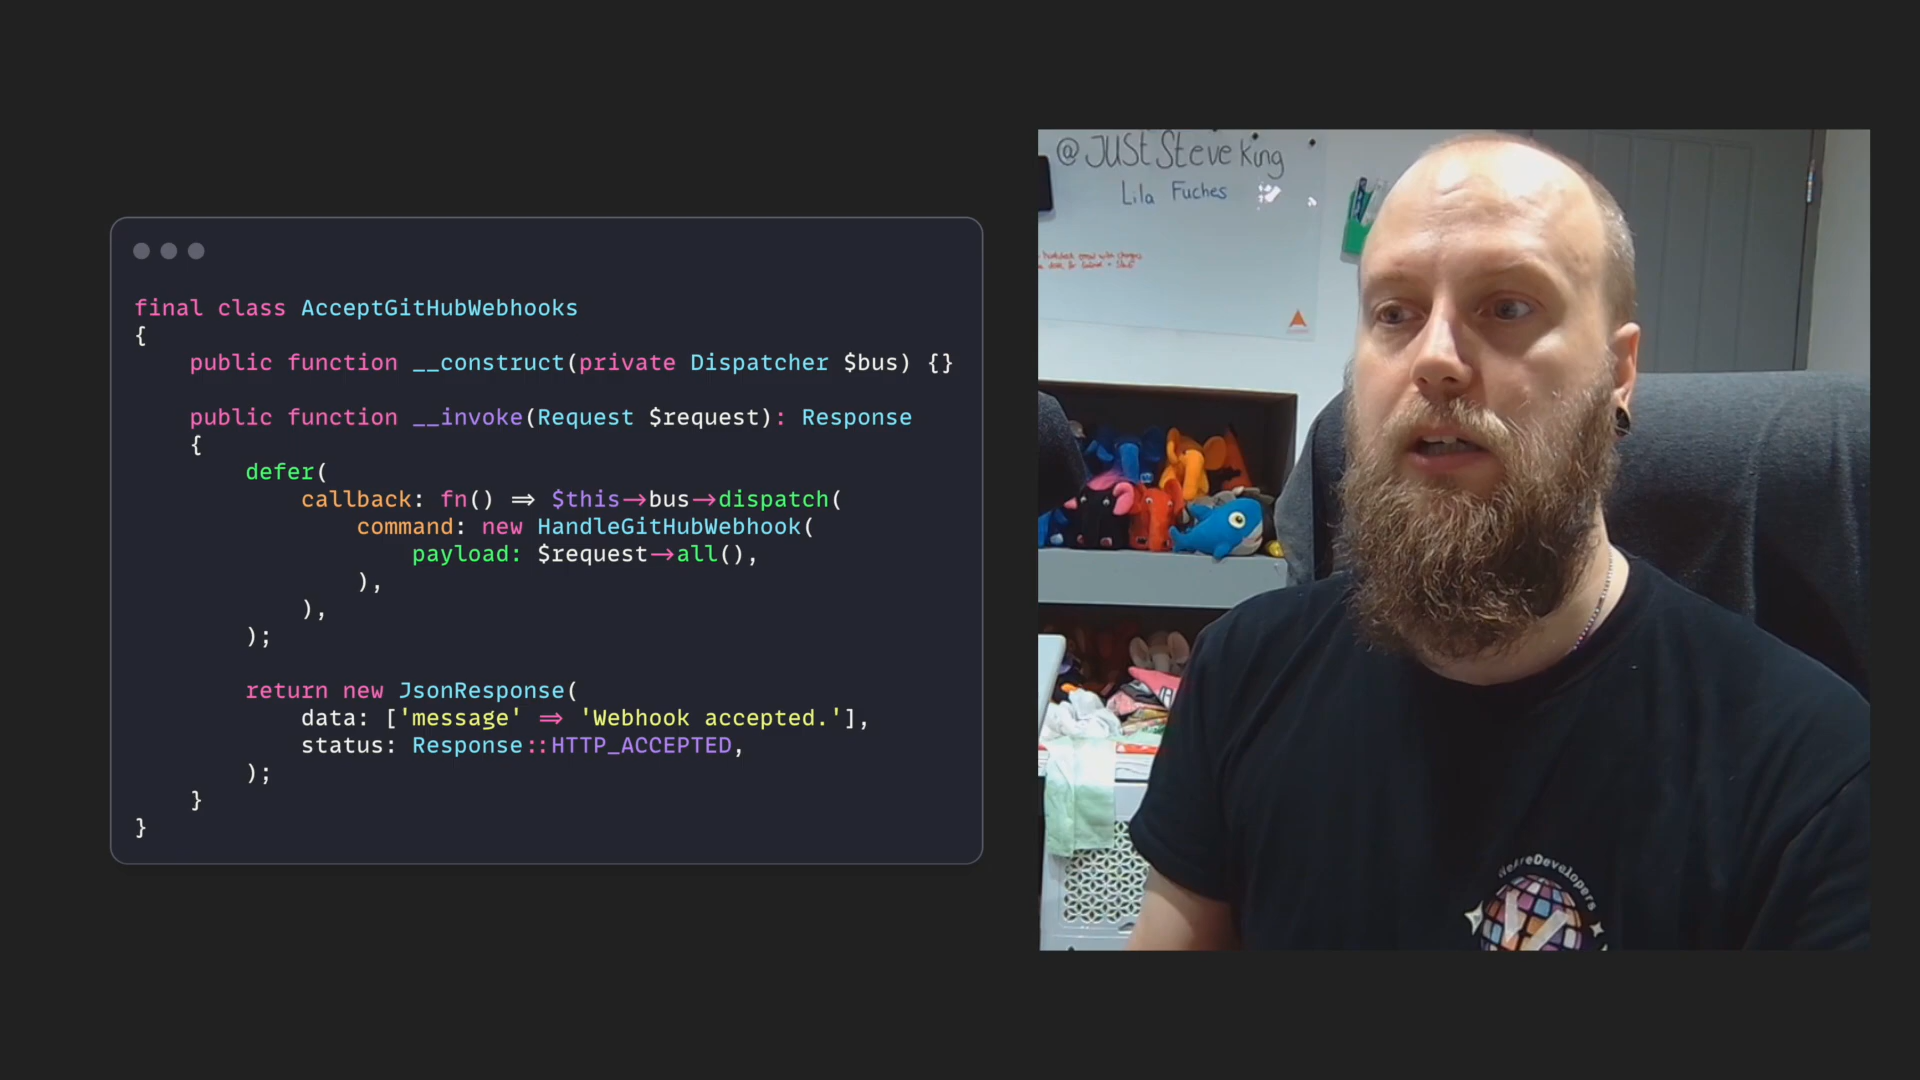 final class AcceptGitHubWebhooks
{
    public function __construct(private Dispatcher $bus) {}

    public function __invoke(Request $request): Response
    {
        defer(
            callback: fn() => $this->bus->dispatch(
                command: new HandleGitHubWebhook(
                    payload: $request->all(),
                ),
            ),
        );

        return new JsonResponse(
            data: ['message' => 'Webhook accepted.'],
            status: Response::HTTP_ACCEPTED,
        );
    }
}
@JUSt Steve King
Lila Fuches
WeAreDevelopers